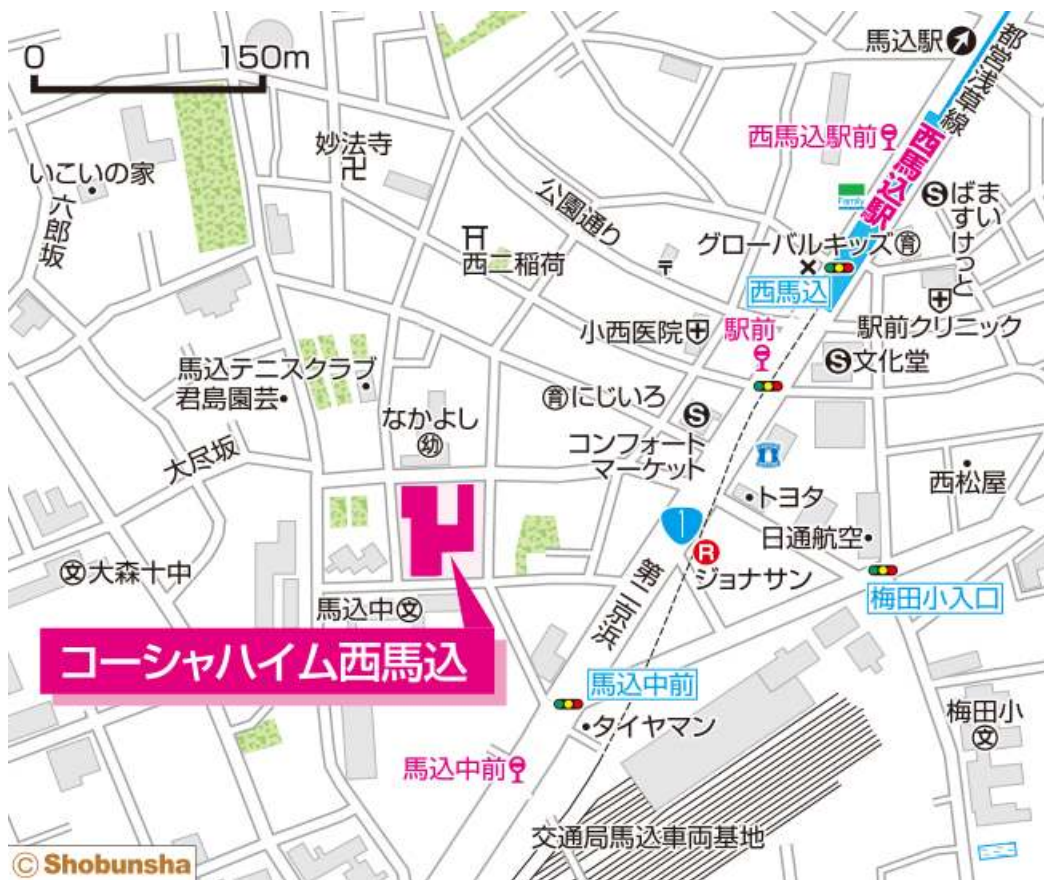 0 150m
馬込駅
都営浅草線
西馬込駅前
西馬込駅
妙法寺
いこいの家
六郎坂
公園通り
Family
S
まいばすけっと
西二稲荷
〒
グローバルキッズ 育
西馬込
小西医院
駅前
駅前クリニック
馬込テニスクラブ
君島園芸
育 にじいろ
S 文化堂
なかよし
幼
S
コンフォート
マーケット
大尽坂
西松屋
トヨタ
1
日通航空
R
ジョナサン
文 大森十中
第二京浜
梅田小入口
馬込中 文
コーシャハイム西馬込
馬込中前
タイヤマン
梅田小
文
馬込中前
交通局馬込車両基地
© Shobunsha